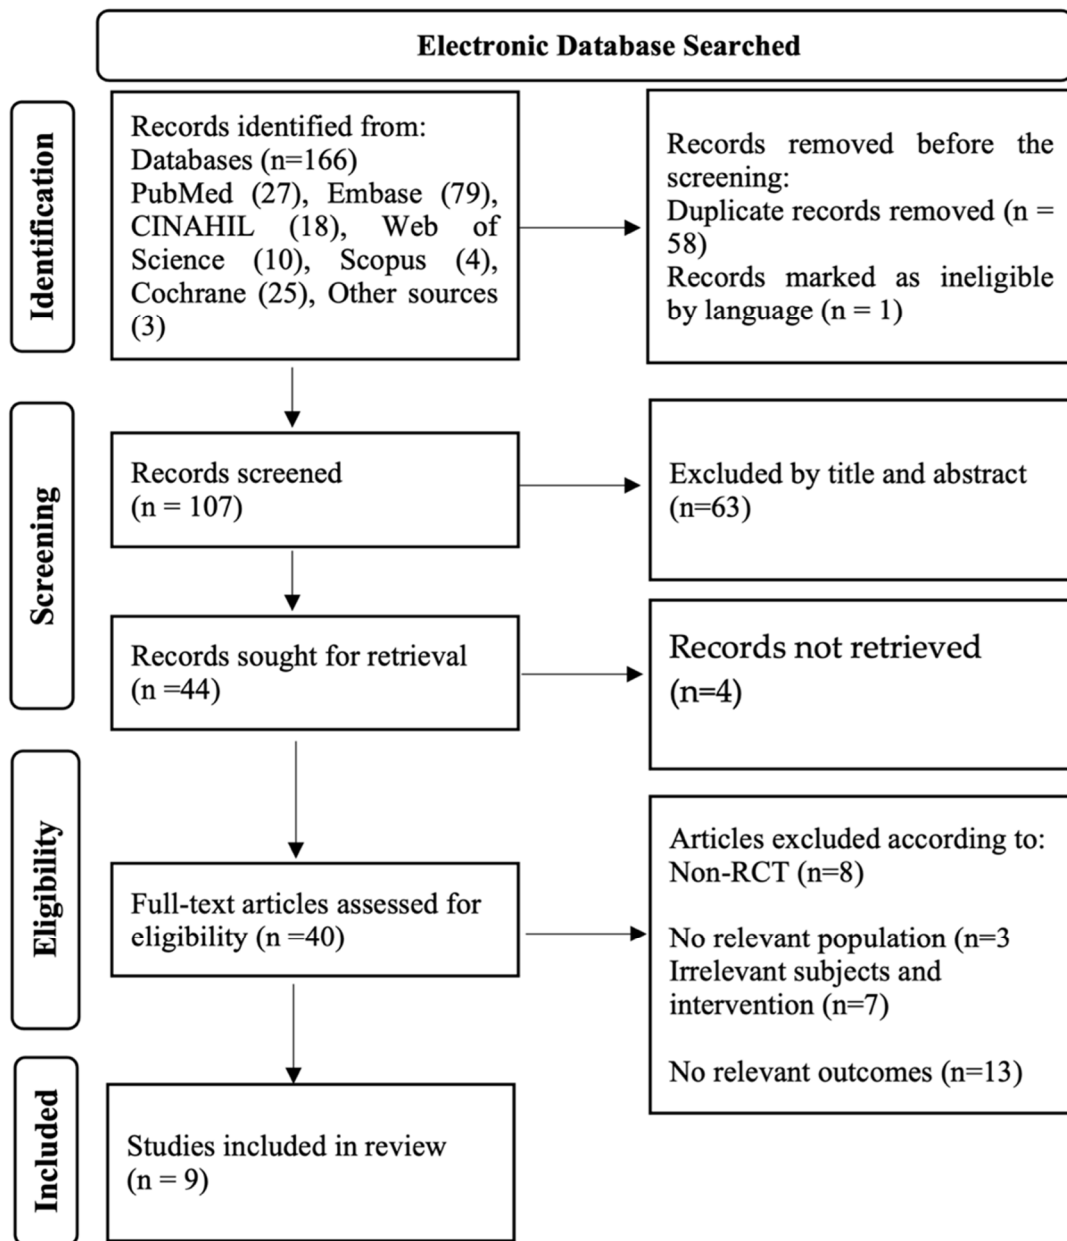 Electronic Database Searched
Identification
Records identified from:
Databases (n=166)
PubMed (27), Embase (79),
CINAHIL (18), Web of
Science (10), Scopus (4),
Cochrane (25), Other sources
(3)
Records removed before the
screening:
Duplicate records removed (n =
58)
Records marked as ineligible
by language (n = 1)
Screening
Records screened
(n = 107)
Excluded by title and abstract
(n=63)
Records sought for retrieval
(n =44)
Records not retrieved
(n=4)
Eligibility
Full-text articles assessed for
eligibility (n =40)
Articles excluded according to:
Non-RCT (n=8)
No relevant population (n=3
Irrelevant subjects and
intervention (n=7)
No relevant outcomes (n=13)
Included
Studies included in review
(n = 9)